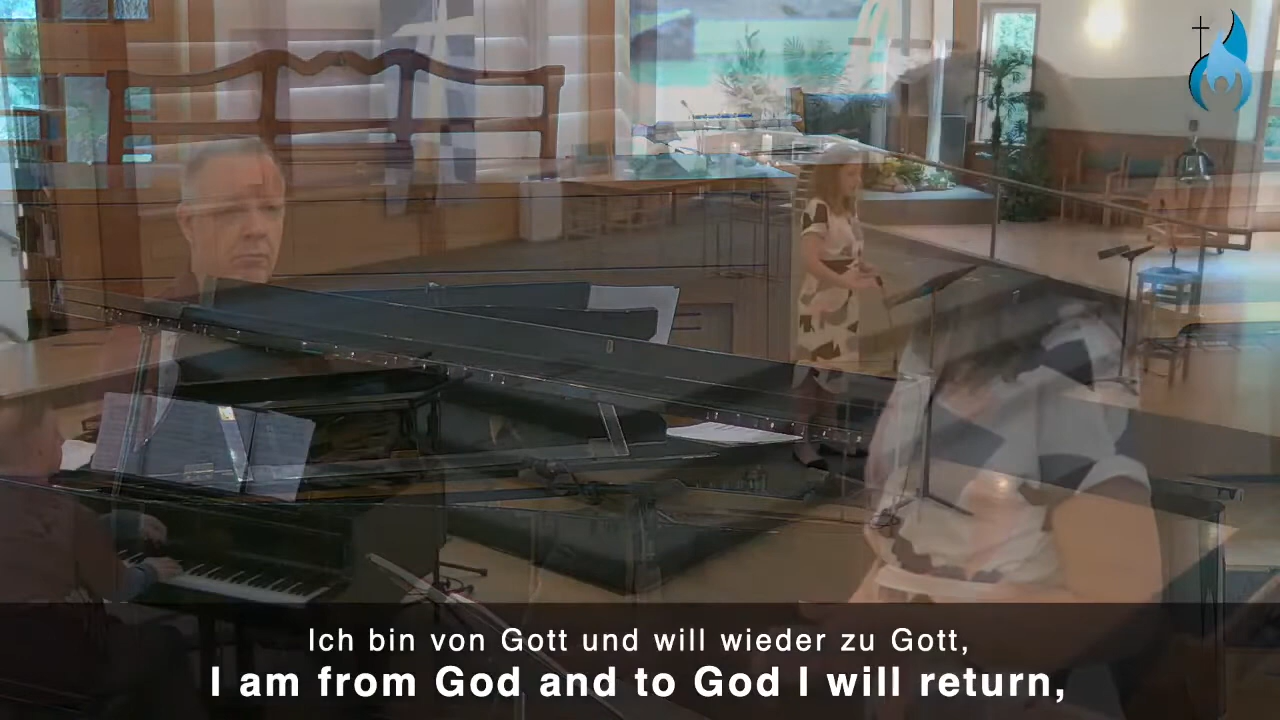 Ich bin von Gott und will wieder zu Gott,
I am from God and to God I will return,